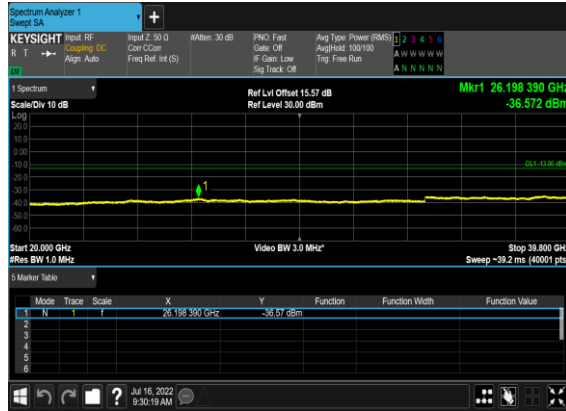 Spectrum Analyzer 1
Swept SA
+
KEYSIGHT Input: RF Input Z: 50 Ω #Atten: 30 dB PNO: Fast Avg Type: Power (RMS) 1 2 3 4 5 6
R T Coupling: DC Corr CCorr Gate: Off Avg|Hold: 100/100 A W W W W W
Align: Auto Freq Ref: Int (S) IF Gain: Low Trig: Free Run
Sig Track: Off A N N N N N
1 Spectrum Ref Lvl Offset 15.57 dB Mkr1 26.198 390 GHz
Scale/Div 10 dB Ref Level 30.00 dBm -36.572 dBm
Log
20.0
10.0
0.00
-10.0 DL1 -13.00 dBm
-20.0
-30.0 1
-40.0
-50.0
-60.0
Start 20.000 GHz Video BW 3.0 MHz* Stop 39.800 GHz
#Res BW 1.0 MHz Sweep ~39.2 ms (40001 pts)
5 Marker Table
Mode Trace Scale X Y Function Function Width Function Value
1 N 1 f 26.198 390 GHz -36.57 dBm
2
3
4
5
6
? Jul 16, 2022
9:30:19 AM